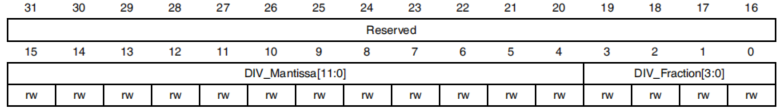 31 30 29 28 27 26 25 24 23 22 21 20 19 18 17 16
Reserved
15 14 13 12 11 10 9 8 7 6 5 4 3 2 1 0
DIV_Mantissa[11:0] DIV_Fraction[3:0]
rw rw rw rw rw rw rw rw rw rw rw rw rw rw rw rw